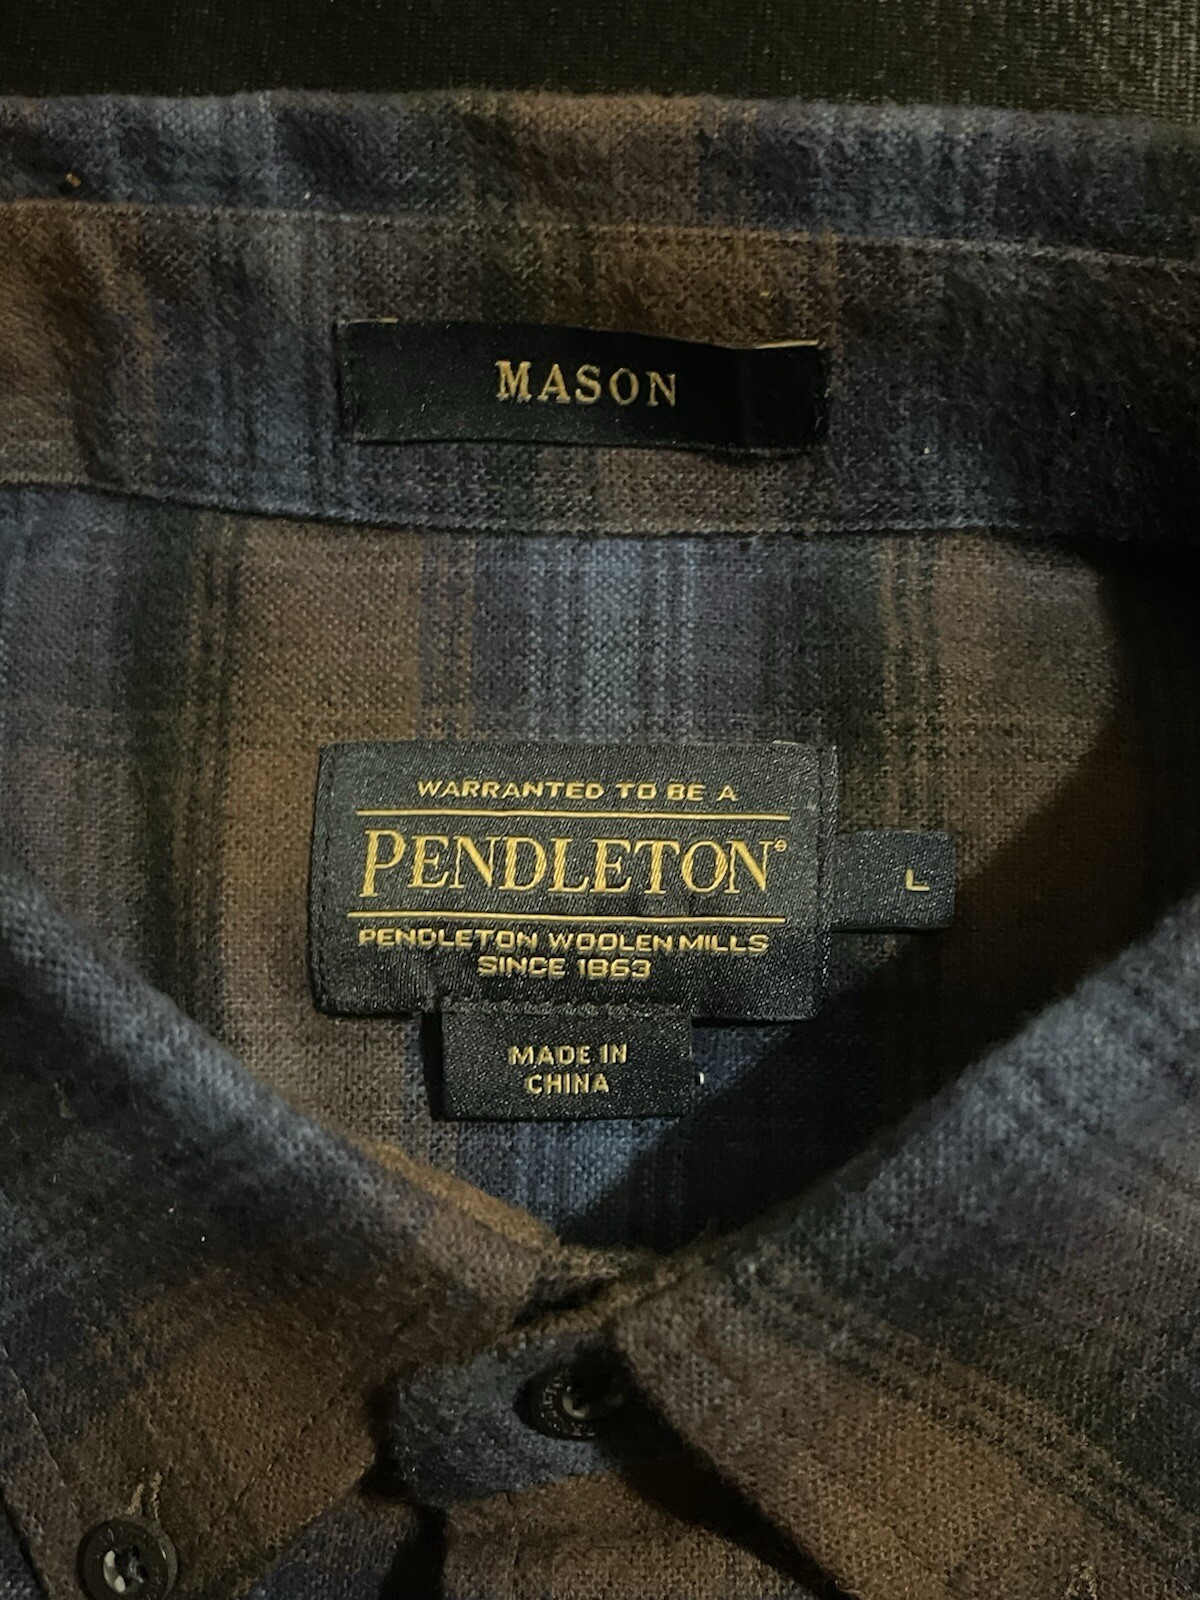 MASON
WARRANTED TO BE A
PENDLETON®
L
PENDLETON WOOLEN MILLS
SINCE 1863
MADE IN
CHINA